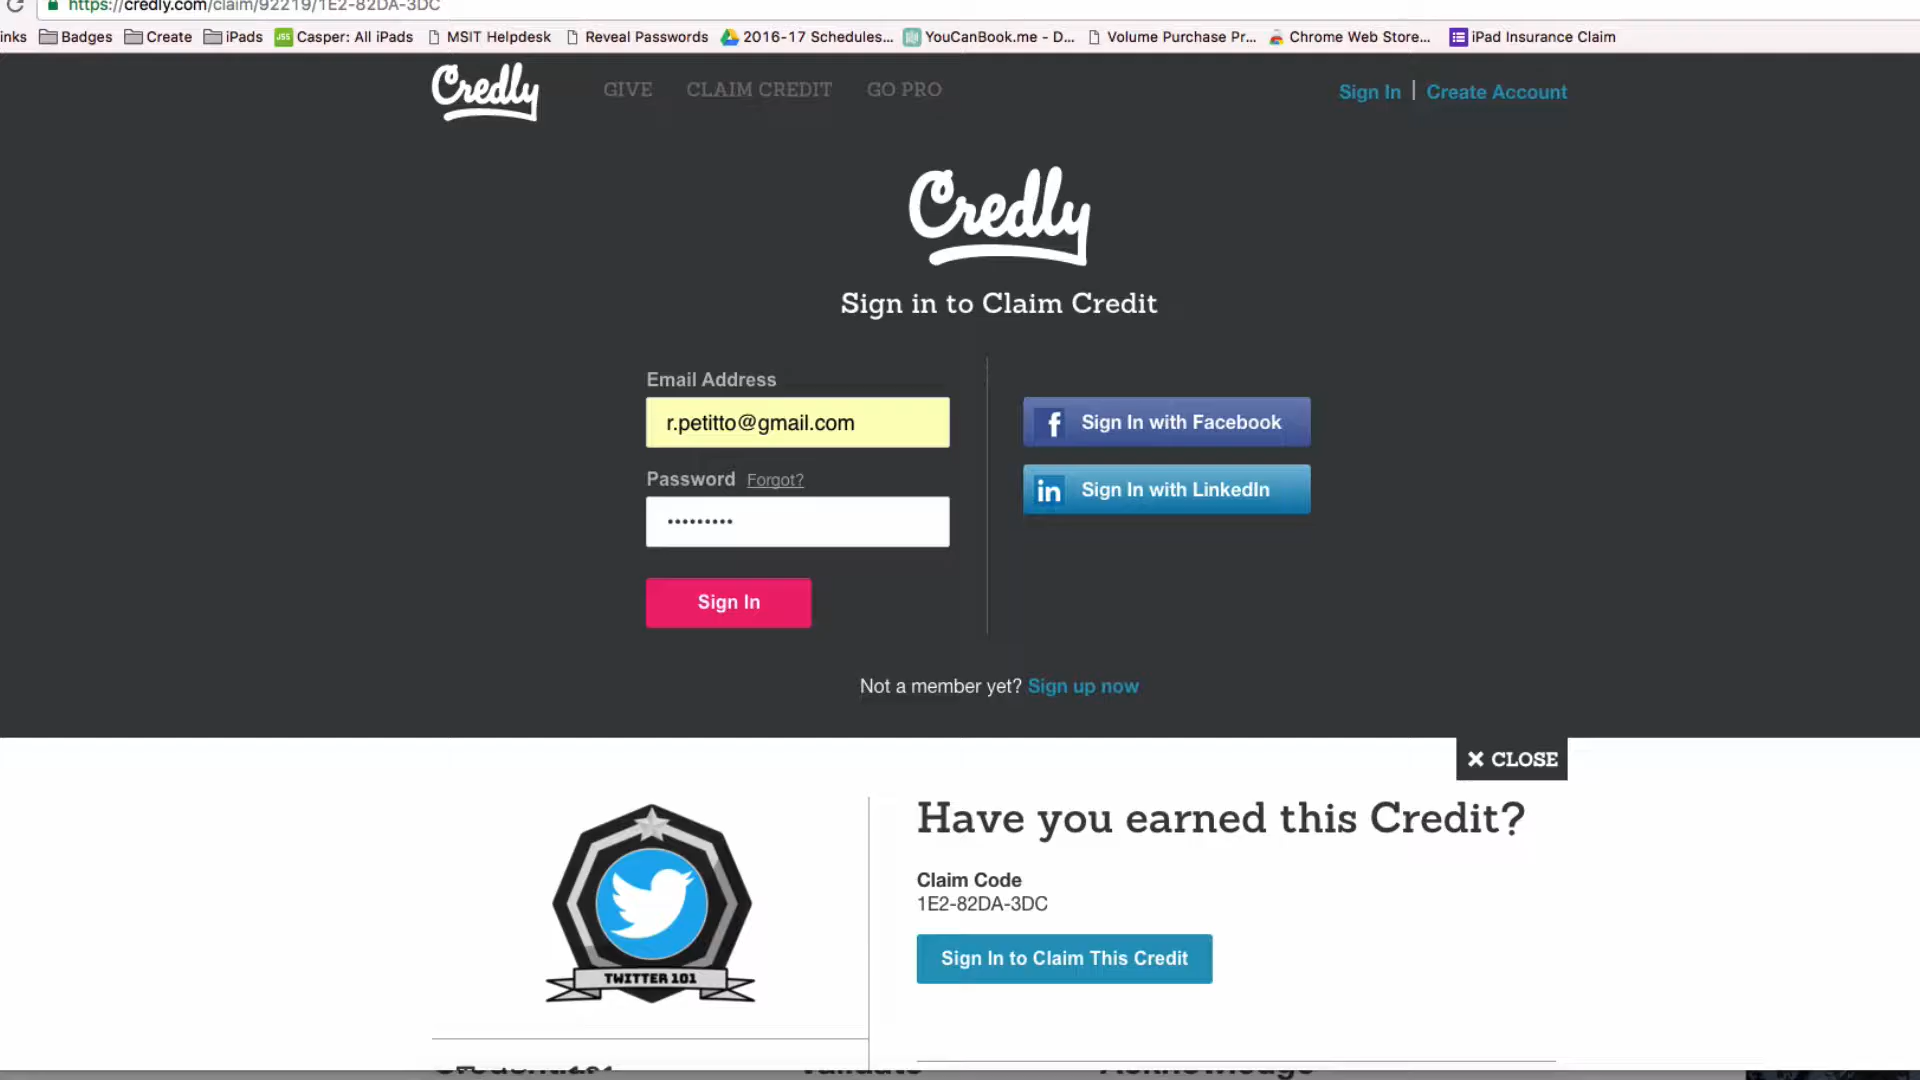 https://credly.com/claim/92219/1E2-82DA-3DC
inks Badges Create iPads JSS Casper: All iPads MSIT Helpdesk Reveal Passwords 2016-17 Schedules... YouCanBook.me - D... Volume Purchase Pr... Chrome Web Store... iPad Insurance Claim
Credly GIVE CLAIM CREDIT GO PRO Sign In | Create Account
Credly
Sign in to Claim Credit
Email Address
r.petitto@gmail.com
f Sign In with Facebook
Password Forgot?
in Sign In with LinkedIn
•••••••••
Sign In
Not a member yet? Sign up now
× CLOSE
Have you earned this Credit?
Claim Code
1E2-82DA-3DC
Sign In to Claim This Credit
TWITTER 101